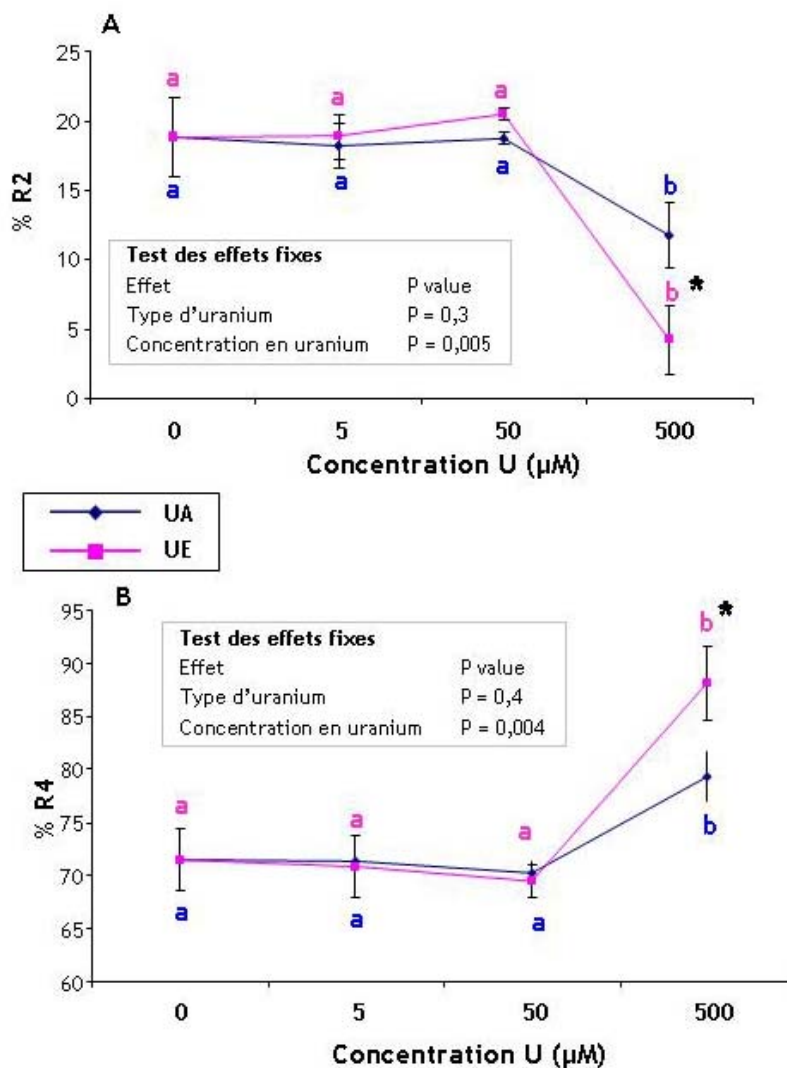 A
25
a a a
20
a a a b
15
% R2
Test des effets fixes
Effet P value
Type d'uranium P = 0,3
Concentration en uranium P = 0,005
10
b *
5
0
0 5 50 500
Concentration U (µM)
UA
UE
B
95
b *
Test des effets fixes
Effet P value
Type d'uranium P = 0,4
Concentration en uranium P = 0,004
90
85
80
% R4
a a a b
75
70
a a a
65
60
0 5 50 500
Concentration U (µM)